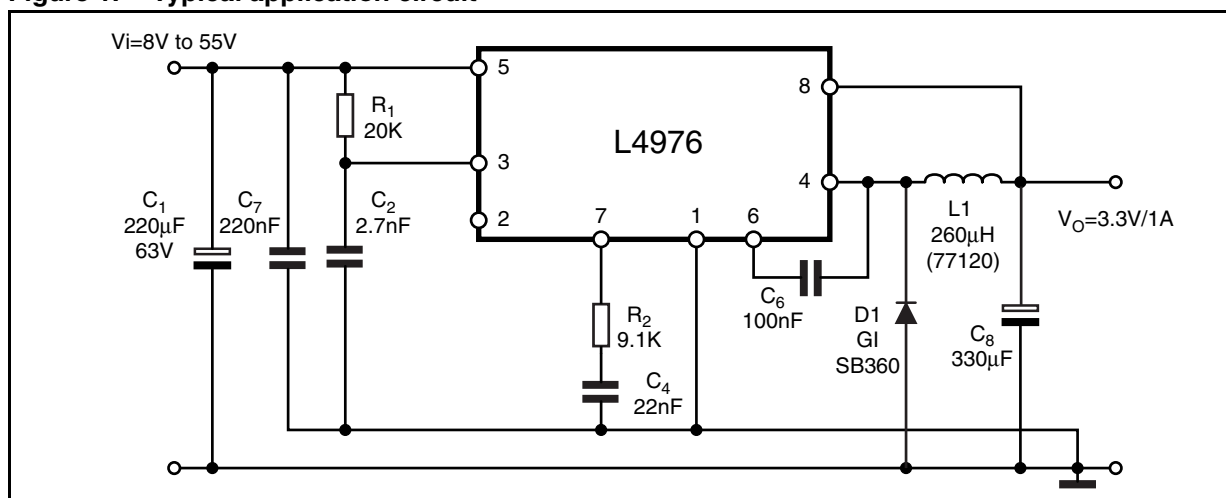 Figure 1. Typical application circuit
Vi=8V to 55V
5
8
R1
20K
L4976
3
4
C1
220μF
63V
C7
220nF
C2
2.7nF
2
7
1
6
L1
260μH
(77120)
VO=3.3V/1A
C6
100nF
R2
9.1K
D1
GI
SB360
C8
330μF
C4
22nF